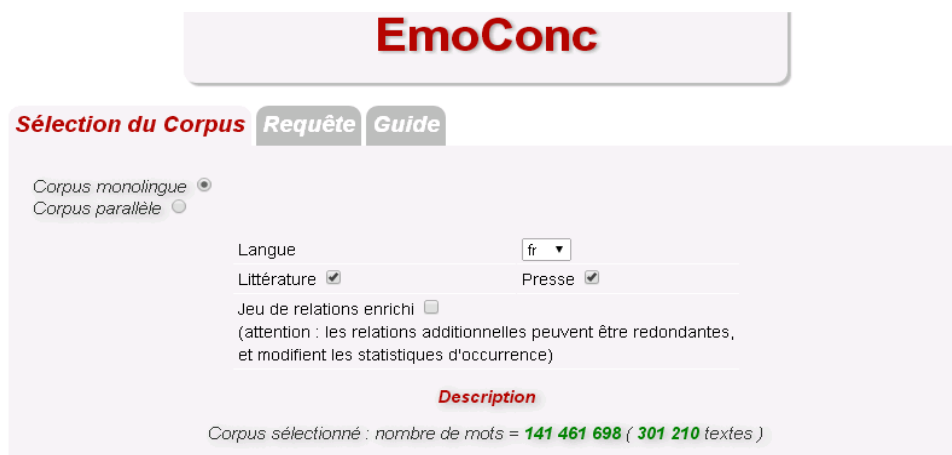 EmoConc
Sélection du Corpus Requête Guide
Corpus monolingue
Corpus parallèle
Langue fr
Littérature Presse
Jeu de relations enrichi
(attention : les relations additionnelles peuvent être redondantes,
et modifient les statistiques d'occurrence)
Description
Corpus sélectionné : nombre de mots = 141 461 698 ( 301 210 textes )